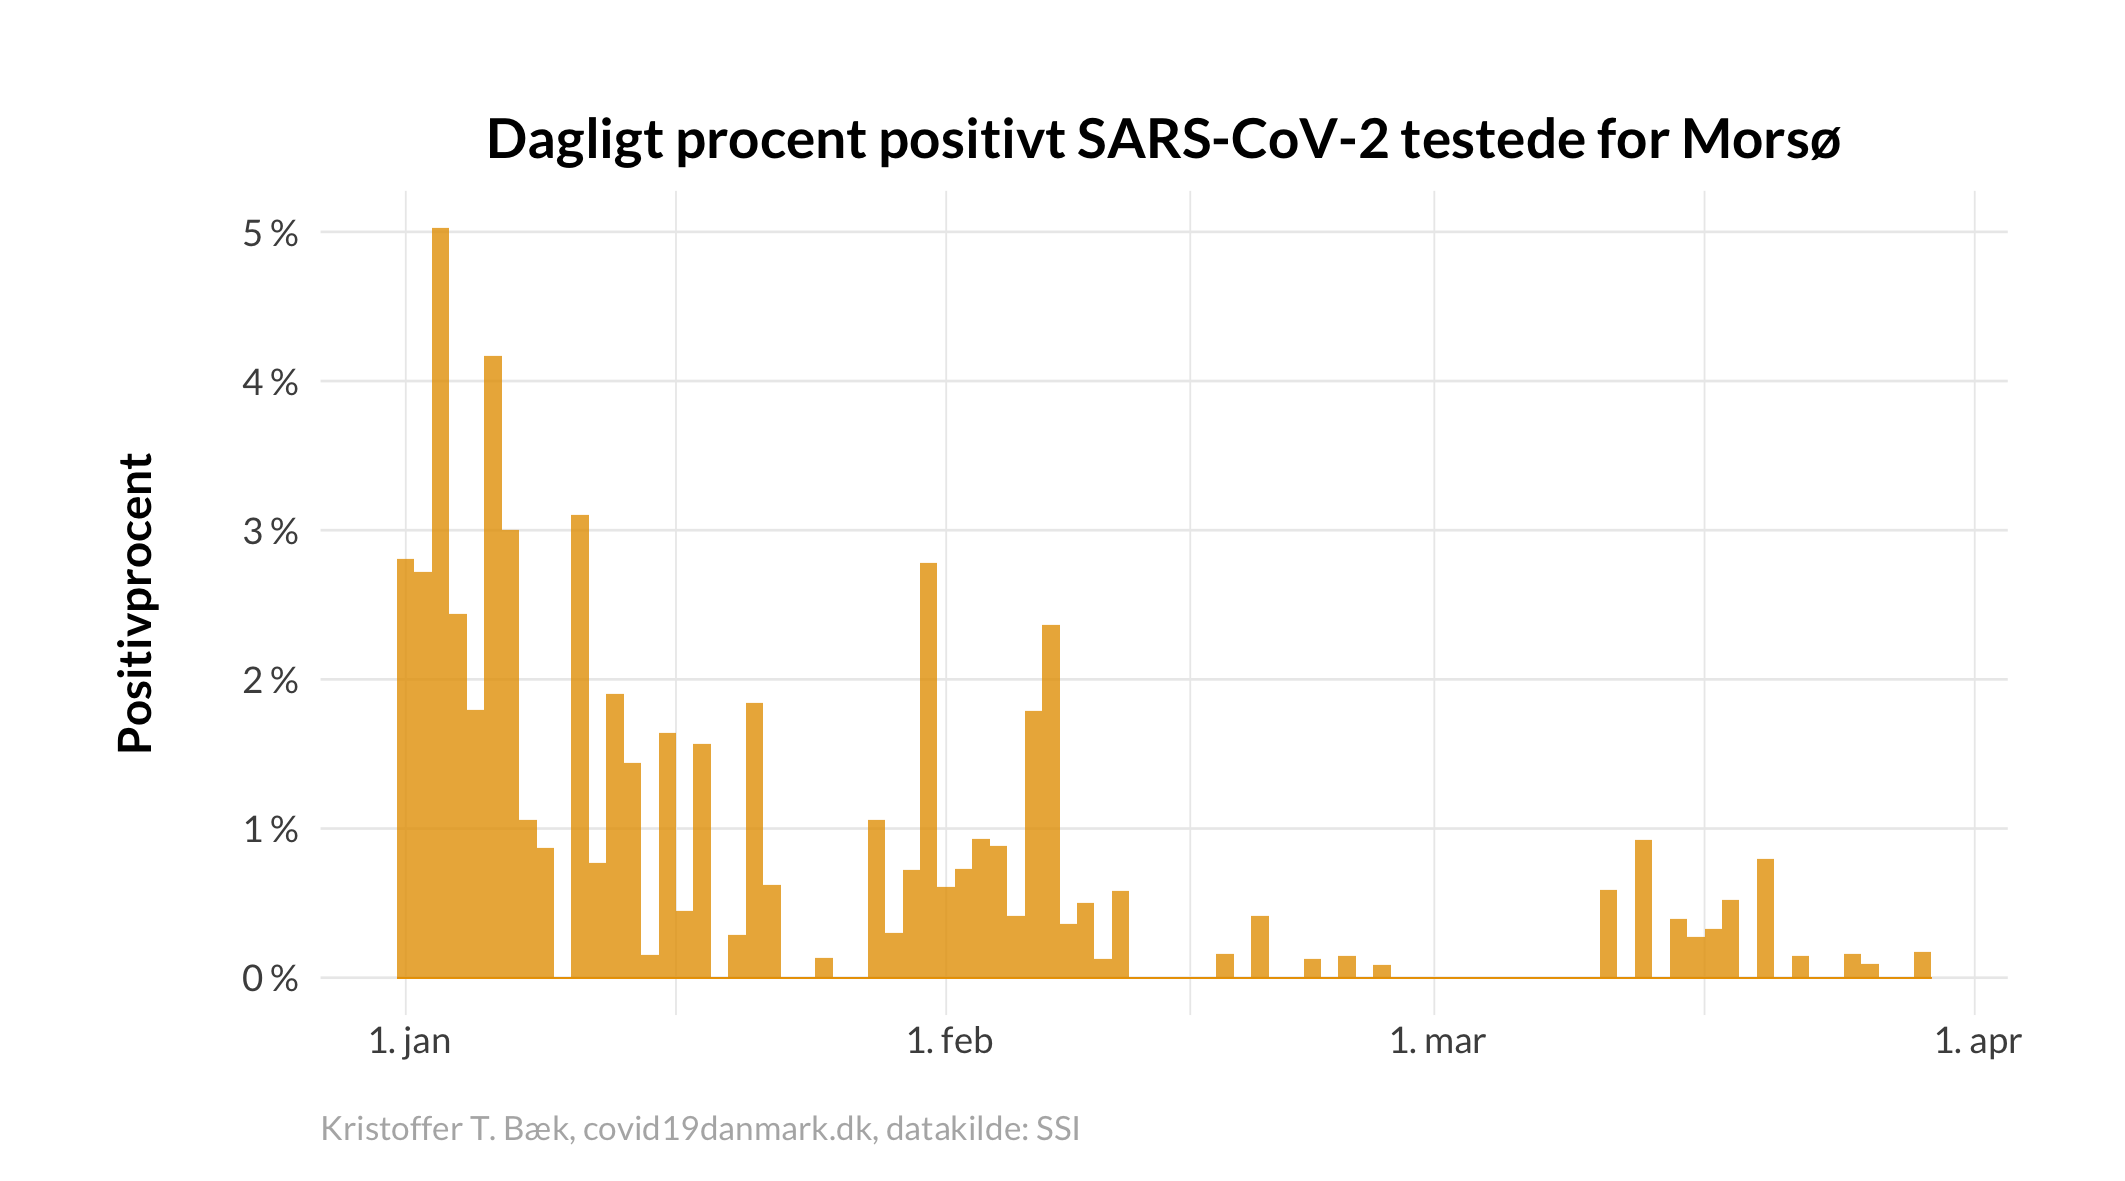 Dagligt procent positivt SARS-CoV-2 testede for Morsø
Positivprocent
5 %
4 %
3 %
2 %
1 %
0 %
1. jan
1. feb
1. mar
1. apr
Kristoffer T. Bæk, covid19danmark.dk, datakilde: SSI